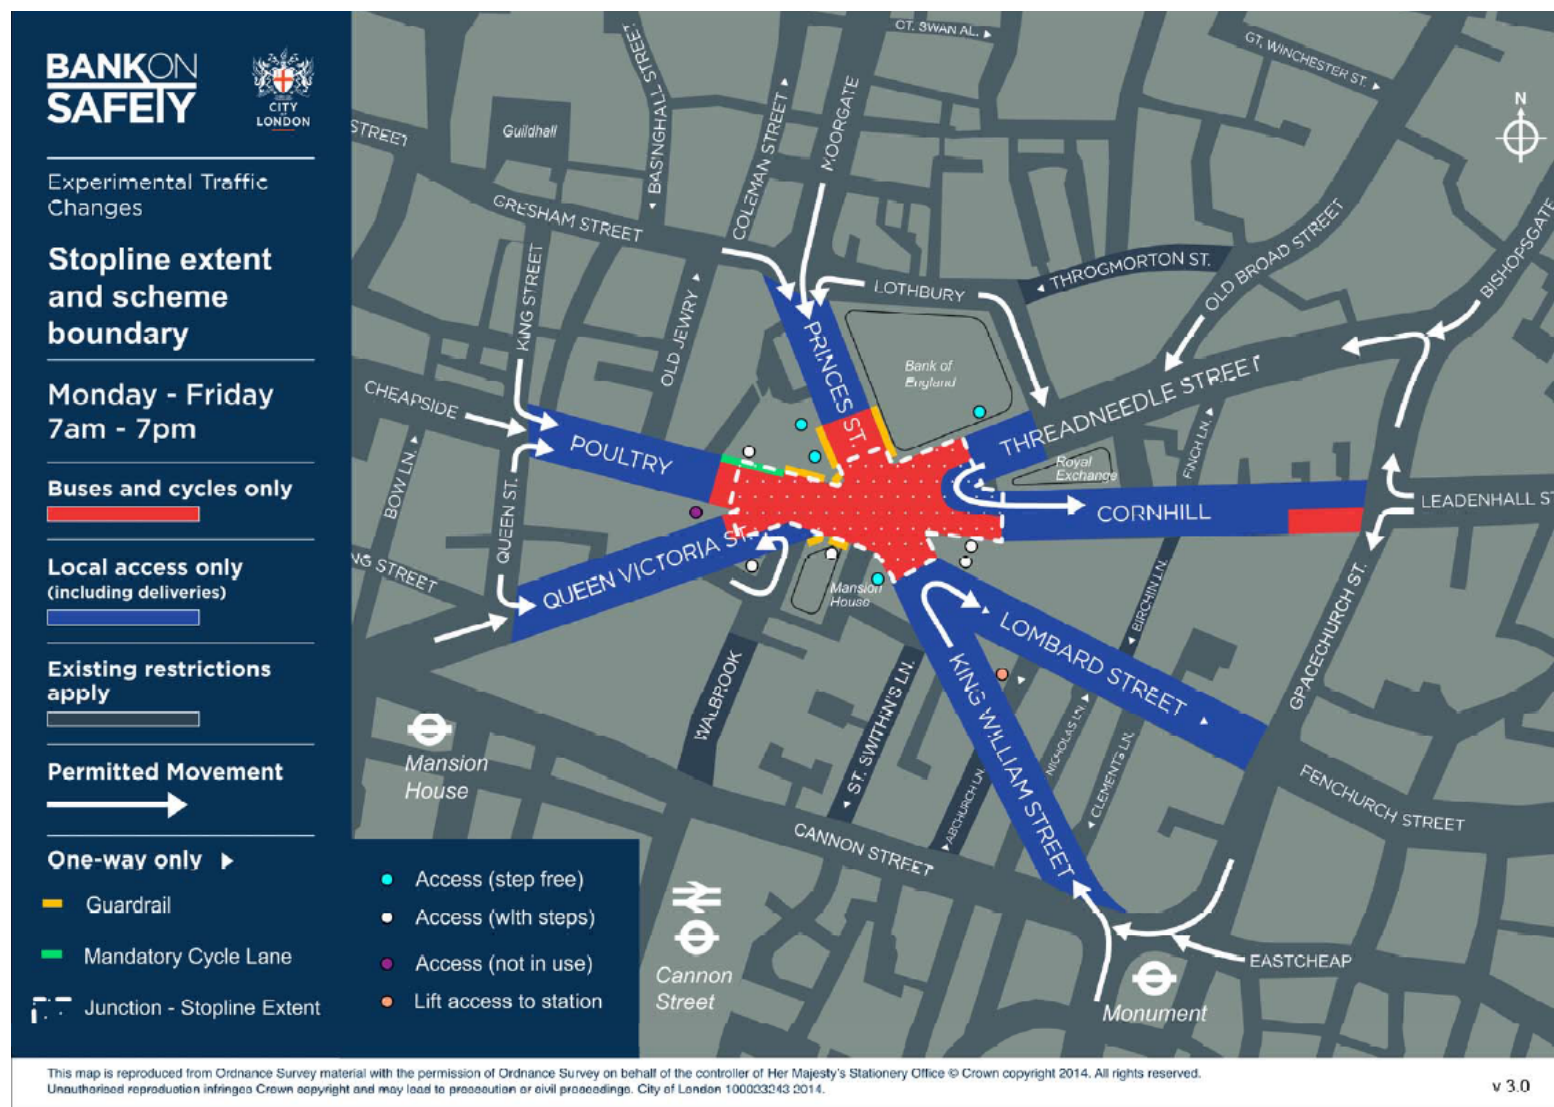 BANKON
SAFETY
CITY
LONDON
Experimental Traffic
Changes
Stopline extent
and scheme
boundary
Monday - Friday
7am - 7pm
Buses and cycles only
Local access only
(including deliveries)
Existing restrictions
apply
Permitted Movement
One-way only
Guardrail
Mandatory Cycle Lane
Junction - Stopline Extent
Access (step free)
Access (with steps)
Access (not in use)
Lift access to station
STREET
Guildhall
BASINGHALL STREET
COLEMAN STREET
MOORGATE
GT. SWAN AL.
GT. WINCHESTER ST.
N
GRESHAM STREET
KING STREET
OLD JEWRY
LOTHBURY
THROGMORTON ST.
OLD BROAD STREET
BISHOPSGATE
PRINCES ST.
Bank of
England
THREADNEEDLE STREET
CHEAPSIDE
POULTRY
BOW LN.
QUEEN ST.
Royal
Exchange
FINCH LN.
CORNHILL
LEADENHALL ST
NG STREET
QUEEN VICTORIA ST.
Mansion
House
BIRCHIN LN.
GRACECHURCH ST.
LOMBARD STREET
KING WILLIAM STREET
WALBROOK
ST. SWITHIN'S LN.
ABCHURCH LN.
NICHOLAS LN.
CLEMENTS LN.
FENCHURCH STREET
Mansion
House
CANNON STREET
Cannon
Street
EASTCHEAP
Monument
This map is reproduced from Ordnance Survey material with the permission of Ordnance Survey on behalf of the controller of Her Majesty's Stationery Office © Crown copyright 2014. All rights reserved.
Unauthorised reproduction infringes Crown copyright and may lead to prosecution or civil proceedings. City of London 100023243 2014.
v 3.0